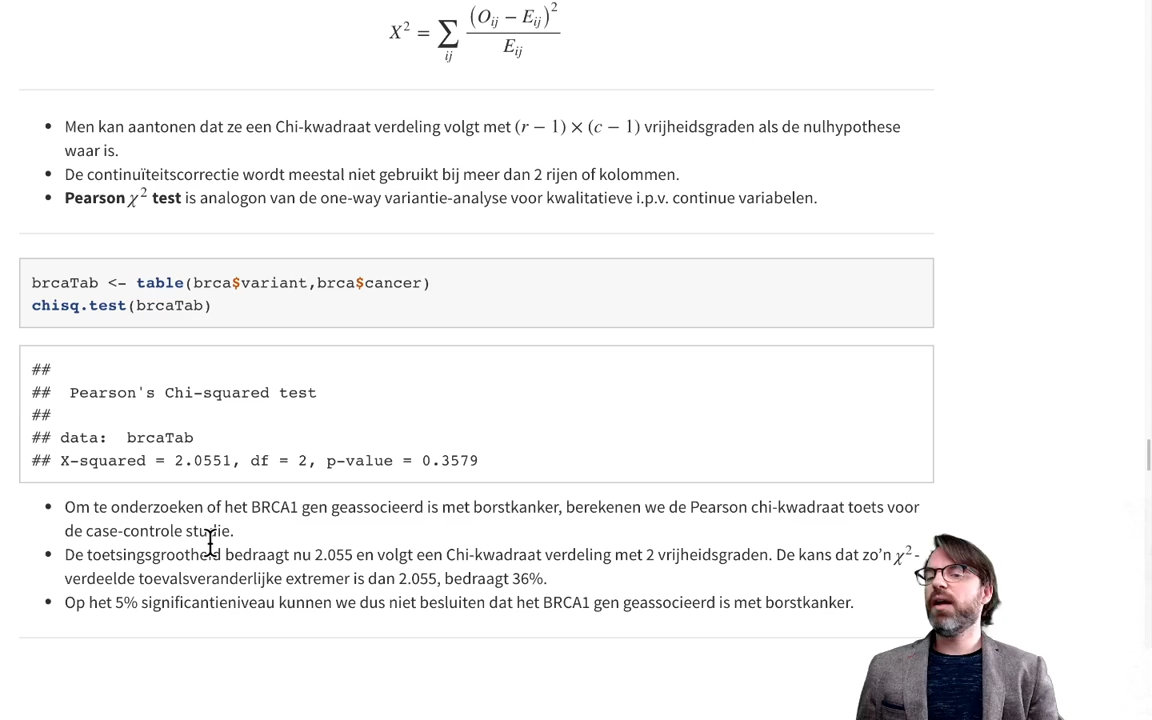 X² = ∑ij (Oij − Eij)² / Eij
• Men kan aantonen dat ze een Chi-kwadraat verdeling volgt met (r − 1) × (c − 1) vrijheidsgraden als de nulhypothese
waar is.
• De continuïteitscorrectie wordt meestal niet gebruikt bij meer dan 2 rijen of kolommen.
• Pearson χ² test is analogon van de one-way variantie-analyse voor kwalitatieve i.p.v. continue variabelen.
brcaTab <- table(brca$variant,brca$cancer)
chisq.test(brcaTab)
##
##  Pearson's Chi-squared test
##
## data:  brcaTab
## X-squared = 2.0551, df = 2, p-value = 0.3579
• Om te onderzoeken of het BRCA1 gen geassocieerd is met borstkanker, berekenen we de Pearson chi-kwadraat toets voor
de case-controle studie.
• De toetsingsgrootheid bedraagt nu 2.055 en volgt een Chi-kwadraat verdeling met 2 vrijheidsgraden. De kans dat zo’n χ²-
verdeelde toevalsveranderlijke extremer is dan 2.055, bedraagt 36%.
• Op het 5% significantieniveau kunnen we dus niet besluiten dat het BRCA1 gen geassocieerd is met borstkanker.